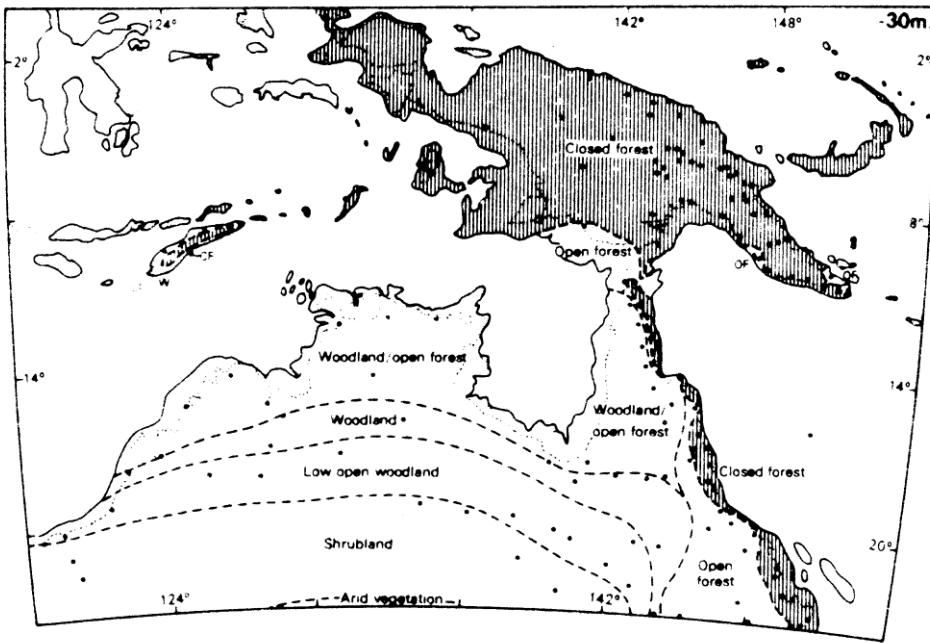 124° 142° 148° -30m.
2° 2°
Closed forest
8°
Open forest
CF OF
W
Woodland/open forest
14° 14°
Woodland/
open forest
Woodland
Low open woodland
Closed forest
Shrubland
20°
Open
forest
Arid vegetation
124° 142°